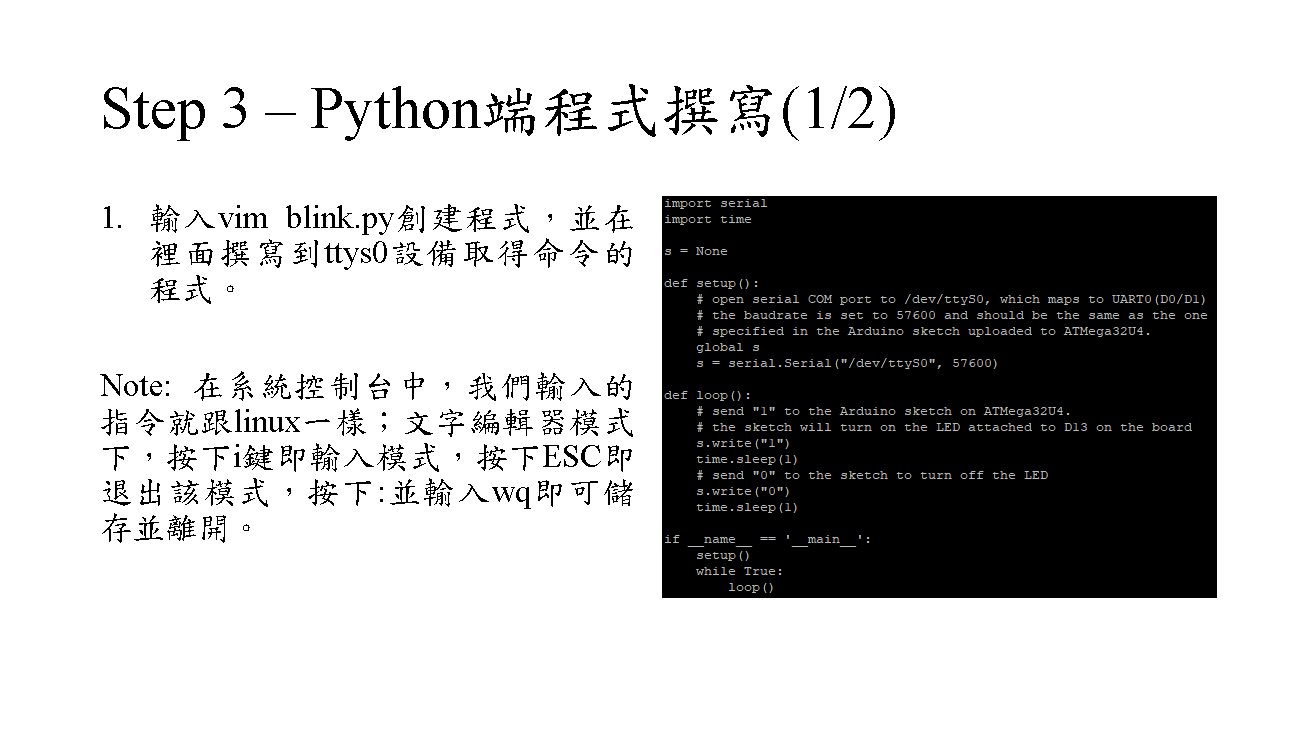 Step 3 – Python端程式撰寫(1/2)
1. 輸入vim blink.py創建程式，並在
裡面撰寫到ttys0設備取得命令的
程式。
Note: 在系統控制台中，我們輸入的
指令就跟linux一樣；文字編輯器模式
下，按下i鍵即輸入模式，按下ESC即
退出該模式，按下:並輸入wq即可儲
存並離開。
import serial
import time
s = None
def setup():
    # open serial COM port to /dev/ttyS0, which maps to UART0(D0/D1)
    # the baudrate is set to 57600 and should be the same as the one
    # specified in the Arduino sketch uploaded to ATMega32U4.
    global s
    s = serial.Serial("/dev/ttyS0", 57600)
def loop():
    # send "1" to the Arduino sketch on ATMega32U4.
    # the sketch will turn on the LED attached to D13 on the board
    s.write("1")
    time.sleep(1)
    # send "0" to the sketch to turn off the LED
    s.write("0")
    time.sleep(1)
if __name__ == '__main__':
    setup()
    while True:
        loop()